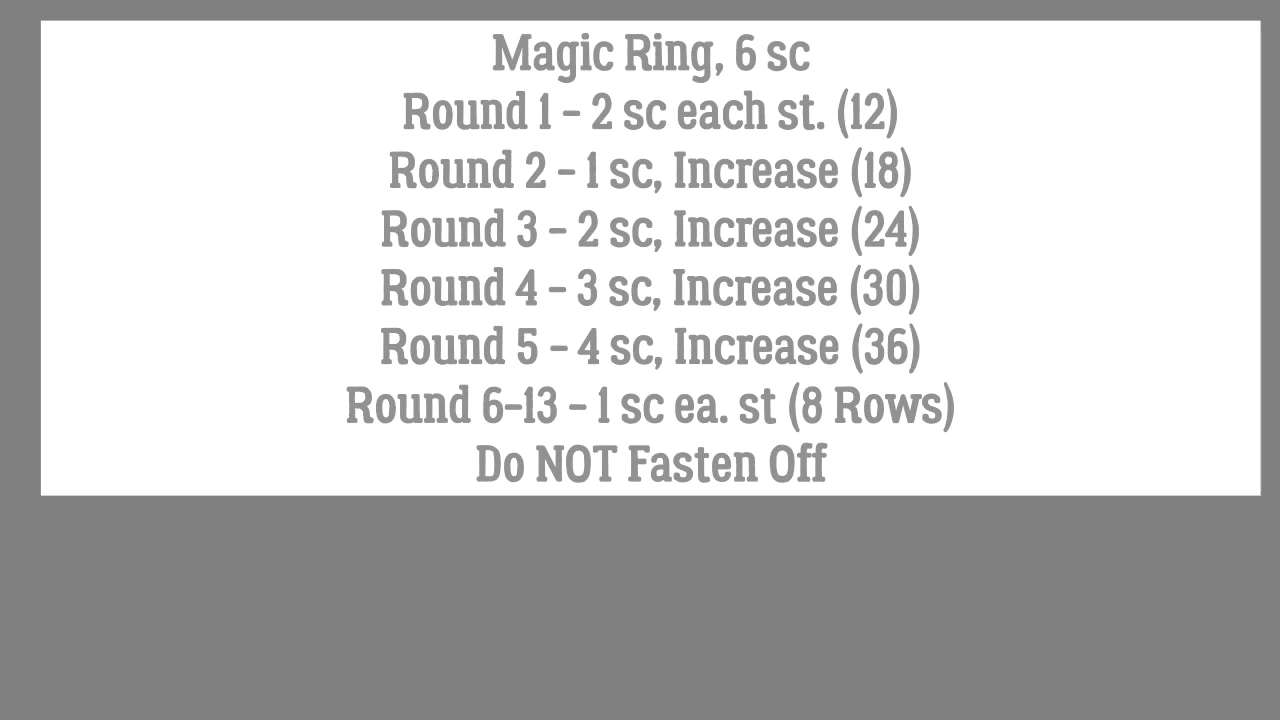 Magic Ring, 6 sc
Round 1 - 2 sc each st. (12)
Round 2 - 1 sc, Increase (18)
Round 3 - 2 sc, Increase (24)
Round 4 - 3 sc, Increase (30)
Round 5 - 4 sc, Increase (36)
Round 6-13 - 1 sc ea. st (8 Rows)
Do NOT Fasten Off